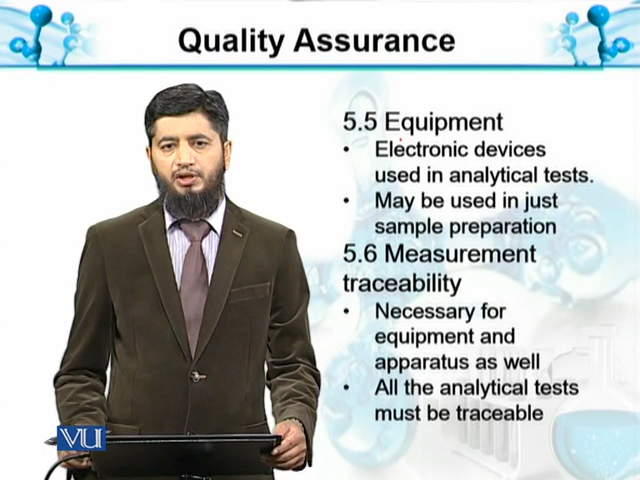 Quality Assurance
5.5 Equipment
• Electronic devices
used in analytical tests.
• May be used in just
sample preparation
5.6 Measurement
traceability
• Necessary for
equipment and
apparatus as well
• All the analytical tests
must be traceable
VU